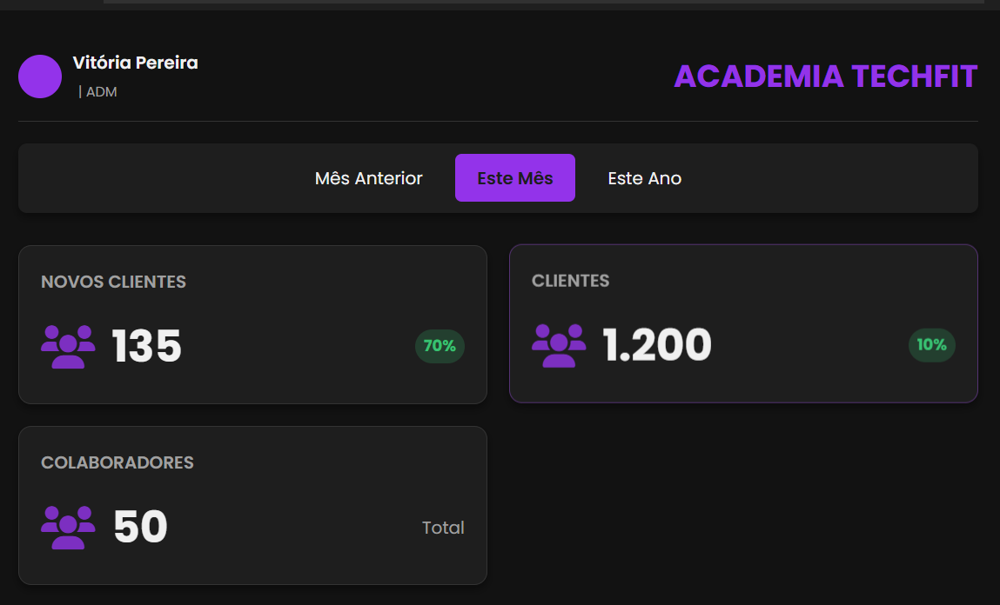 Vitória Pereira
| ADM
ACADEMIA TECHFIT
Mês Anterior
Este Mês
Este Ano
NOVOS CLIENTES
135
70%
CLIENTES
1.200
10%
COLABORADORES
50
Total